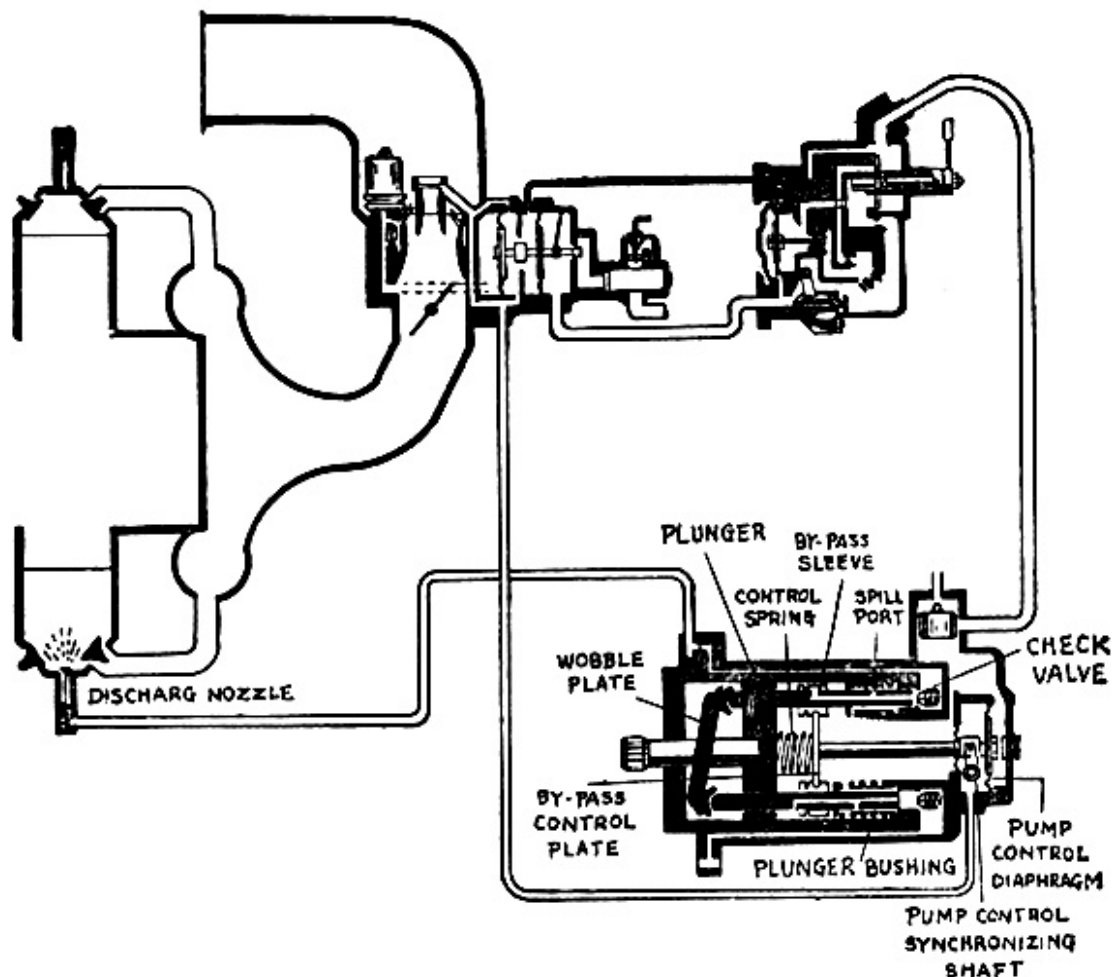 PLUNGER
BY-PASS
SLEEVE
CONTROL
SPRING
SPILL
PORT
CHECK
VALVE
WOBBLE
PLATE
DISCHARG NOZZLE
BY-PASS
CONTROL
PLATE
PLUNGER BUSHING
PUMP
CONTROL
DIAPHRAGM
PUMP CONTROL
SYNCHRONIZING
SHAFT